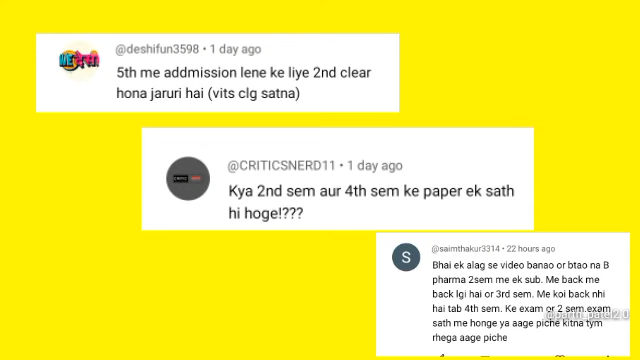 @deshifun3598 • 1 day ago
5th me addmission lene ke liye 2nd clear
hona jaruri hai (vits clg satna)
@CRITICSNERD11 • 1 day ago
Kya 2nd sem aur 4th sem ke paper ek sath
hi hoge!???
S
@saimthakur3314 • 22 hours ago
Bhai ek alag se video banao or btao na B
pharma 2sem me ek sub. Me back me
back lgi hai or 3rd sem. Me koi back nhi
hai tab 4th sem. Ke exam or 2 sem.exam
sath me honge ya aage piche kitna tym
rhega aage piche
@parth_patel2.0